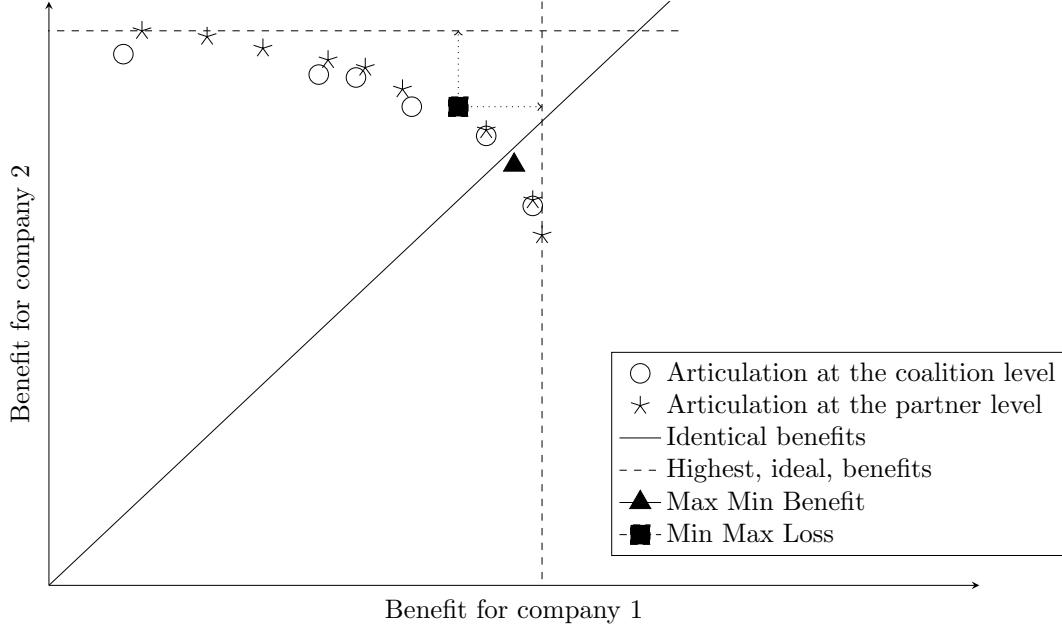 Benefit for company 2
Articulation at the coalition level
Articulation at the partner level
Identical benefits
Highest, ideal, benefits
Max Min Benefit
Min Max Loss
Benefit for company 1